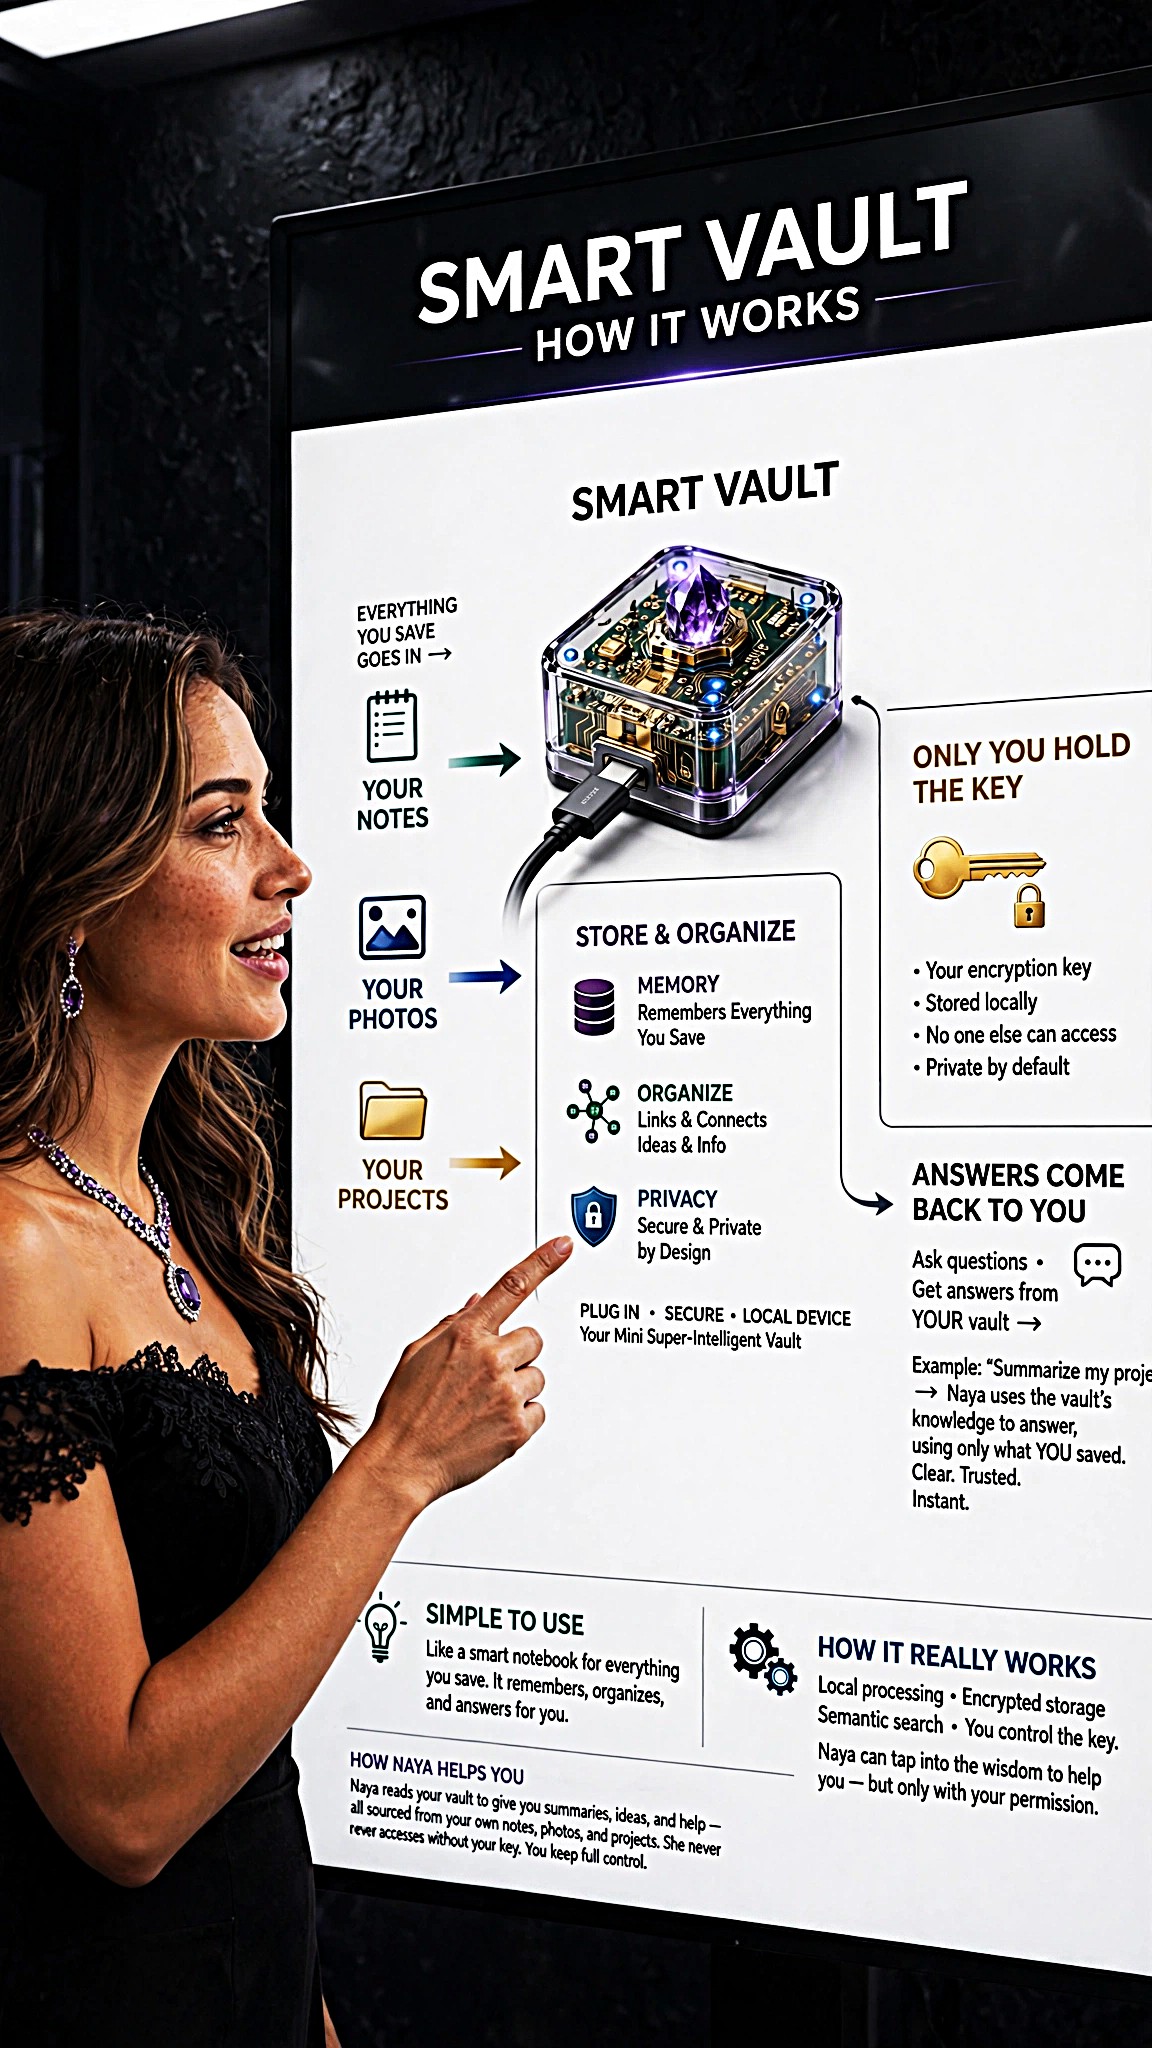 SMART VAULT
HOW IT WORKS
SMART VAULT
EVERYTHING
YOU SAVE
GOES IN →
YOUR
NOTES
YOUR
PHOTOS
YOUR
PROJECTS
STORE & ORGANIZE
MEMORY
Remembers Everything
You Save
ORGANIZE
Links & Connects
Ideas & Info
PRIVACY
Secure & Private
by Design
PLUG IN • SECURE • LOCAL DEVICE
Your Mini Super-Intelligent Vault
ONLY YOU HOLD
THE KEY
• Your encryption key
• Stored locally
• No one else can access
• Private by default
ANSWERS COME
BACK TO YOU
Ask questions •
Get answers from
YOUR vault →
Example: "Summarize my proje
→ Naya uses the vault's
knowledge to answer,
using only what YOU saved.
Clear. Trusted.
Instant.
SIMPLE TO USE
Like a smart notebook for everything
you save. It remembers, organizes,
and answers for you.
HOW NAYA HELPS YOU
Naya reads your vault to give you summaries, ideas, and help —
all sourced from your own notes, photos, and projects. She never
rever accesses without your key. You keep full control.
HOW IT REALLY WORKS
Local processing • Encrypted storage
Semantic search • You control the key.
Naya can tap into the wisdom to help
you — but only with your permission.